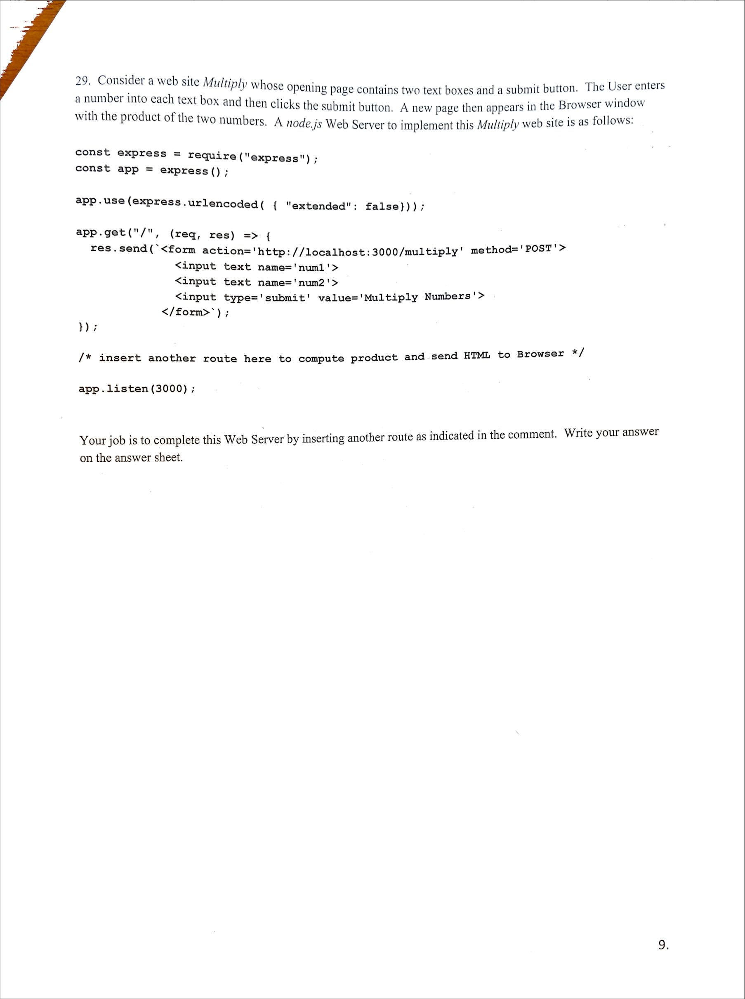 29. Consider a web site Multiply whose opening page contains two text boxes and a submit button. The User enters
a number into each text box and then clicks the submit button. A new page then appears in the Browser window
with the product of the two numbers. A node.js Web Server to implement this Multiply web site is as follows:
const express = require("express");
const app = express();
app.use(express.urlencoded( { "extended": false}));
app.get("/", (req, res) => {
res.send(`<form action='http://localhost:3000/multiply' method='POST'>
<input text name='num1'>
<input text name='num2'>
<input type='submit' value='Multiply Numbers'>
</form>`);
});
/* insert another route here to compute product and send HTML to Browser */
app.listen(3000);
Your job is to complete this Web Server by inserting another route as indicated in the comment. Write your answer
on the answer sheet.
9.